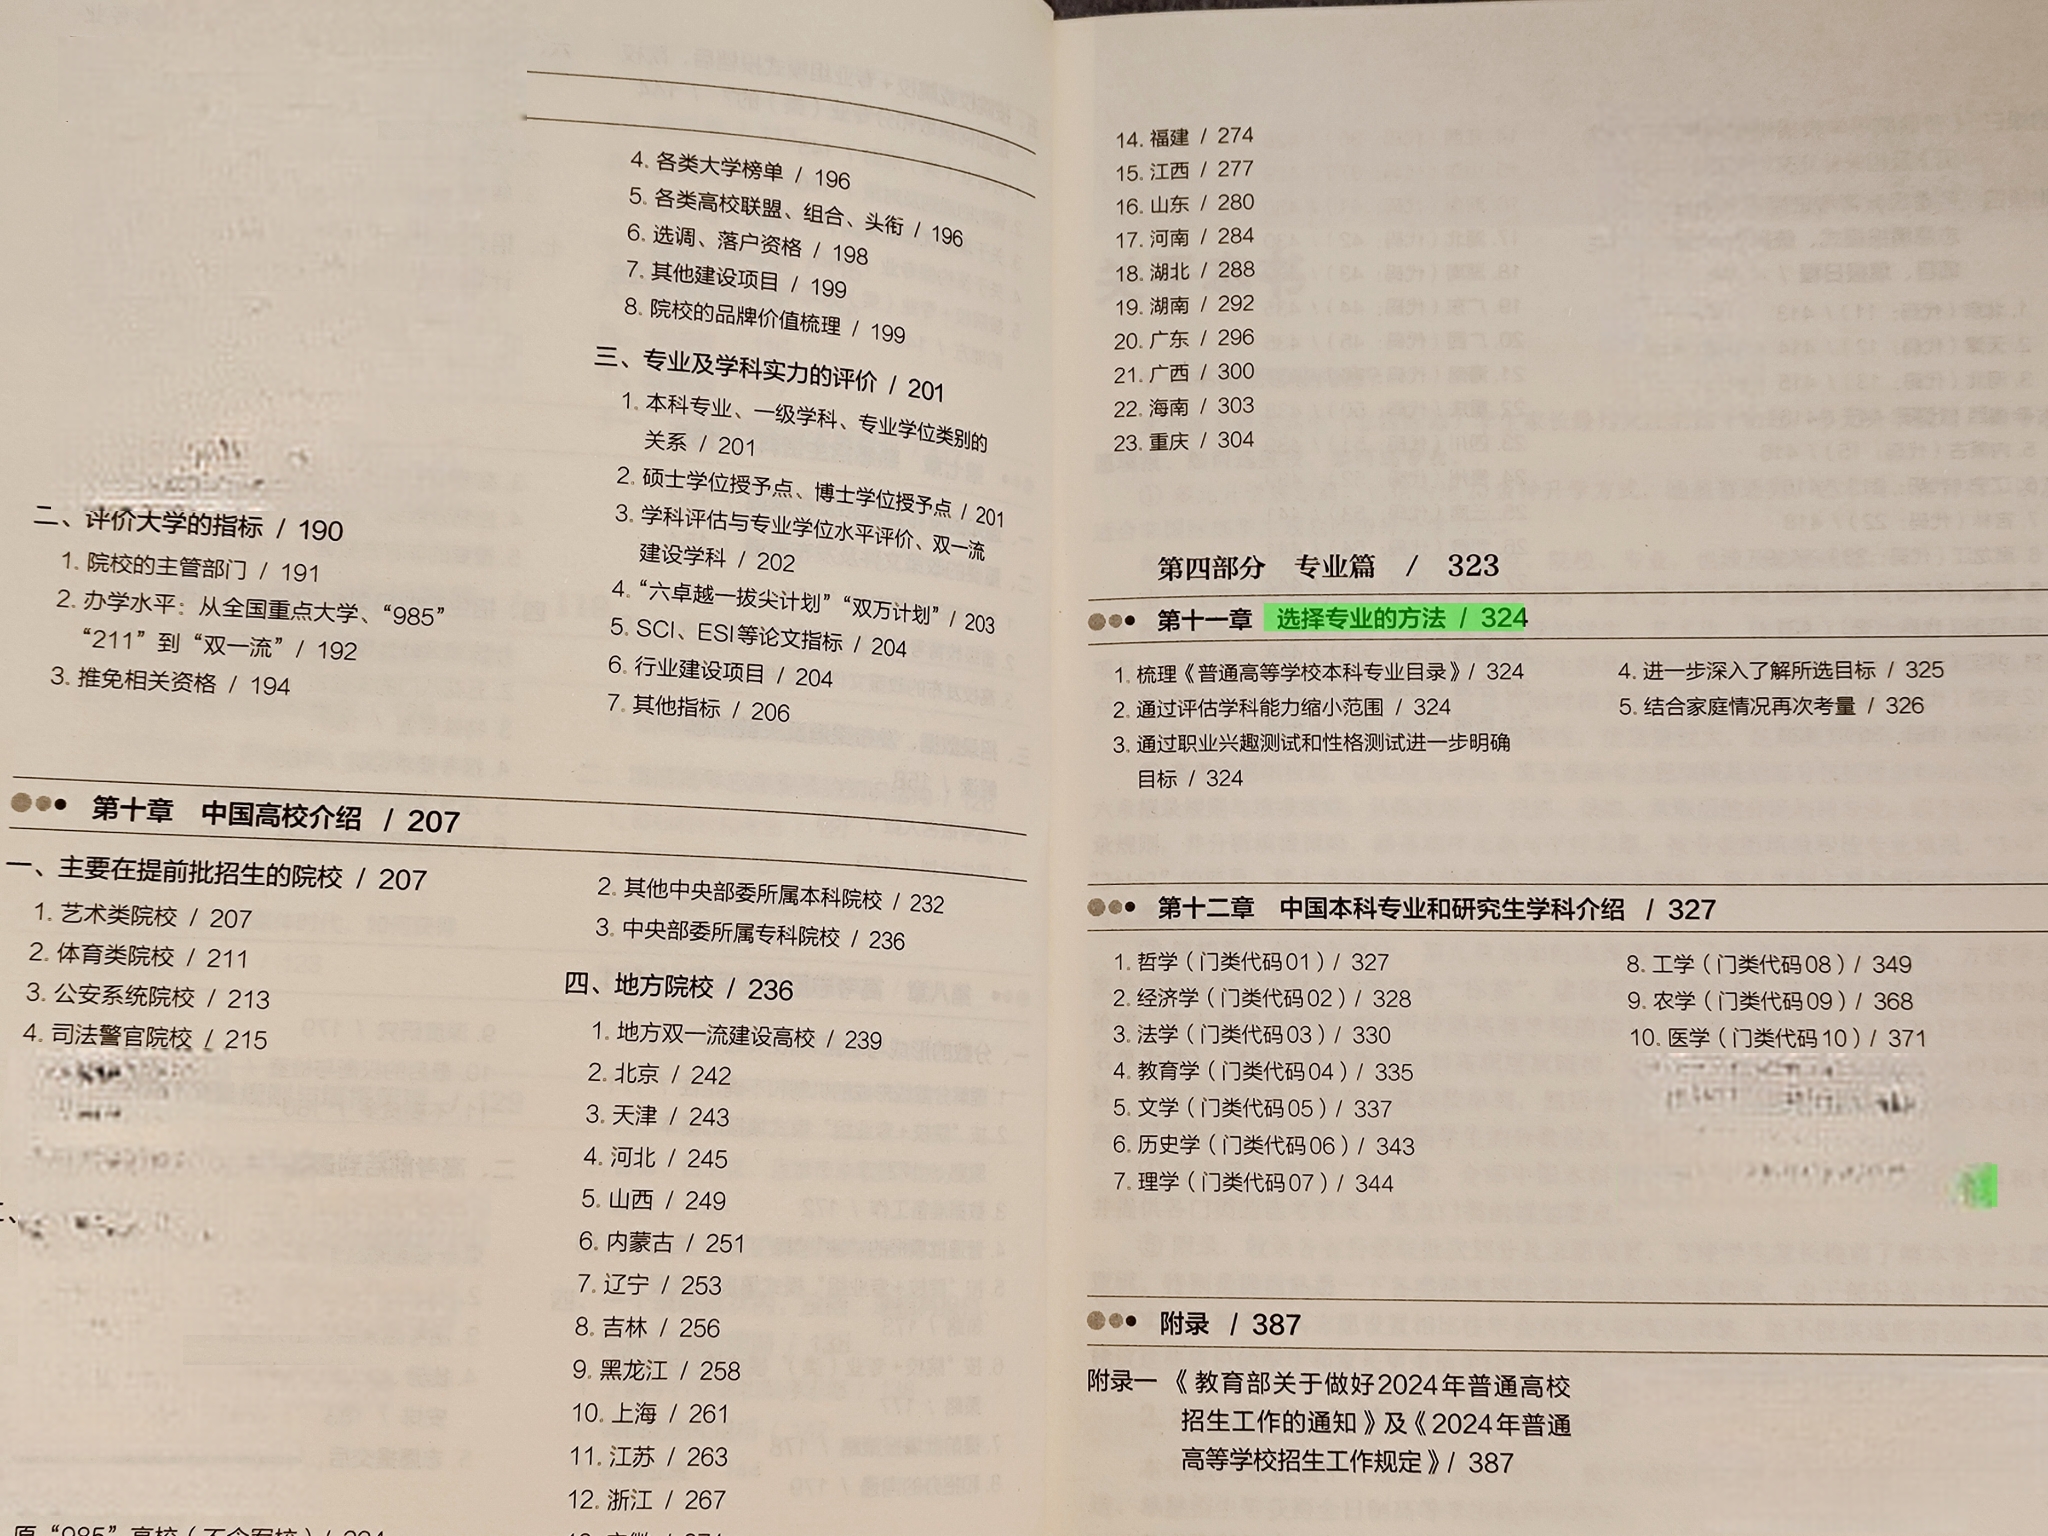 二、评价大学的指标 / 190
1. 院校的主管部门 / 191
2. 办学水平：从全国重点大学、“985”
“211”到“双一流” / 192
3. 推免相关资格 / 194
4. 各类大学榜单 / 196
5. 各类高校联盟、组合、头衔 / 196
6. 选调、落户资格 / 198
7. 其他建设项目 / 199
8. 院校的品牌价值梳理 / 199
三、专业及学科实力的评价 / 201
1. 本科专业、一级学科、专业学位类别的
关系 / 201
2. 硕士学位授予点、博士学位授予点 / 201
3. 学科评估与专业学位水平评价、双一流
建设学科 / 202
4. “六卓越一拔尖计划”“双万计划” / 203
5. SCI、ESI等论文指标 / 204
6. 行业建设项目 / 204
7. 其他指标 / 206
第十章 中国高校介绍 / 207
一、主要在提前批招生的院校 / 207
1. 艺术类院校 / 207
2. 体育类院校 / 211
3. 公安系统院校 / 213
4. 司法警官院校 / 215
2. 其他中央部委所属本科院校 / 232
3. 中央部委所属专科院校 / 236
四、地方院校 / 236
1. 地方双一流建设高校 / 239
2. 北京 / 242
3. 天津 / 243
4. 河北 / 245
5. 山西 / 249
6. 内蒙古 / 251
7. 辽宁 / 253
8. 吉林 / 256
9. 黑龙江 / 258
10. 上海 / 261
11. 江苏 / 263
12. 浙江 / 267
14. 福建 / 274
15. 江西 / 277
16. 山东 / 280
17. 河南 / 284
18. 湖北 / 288
19. 湖南 / 292
20. 广东 / 296
21. 广西 / 300
22. 海南 / 303
23. 重庆 / 304
第四部分 专业篇 / 323
第十一章 选择专业的方法 / 324
1. 梳理《普通高等学校本科专业目录》/ 324
2. 通过评估学科能力缩小范围 / 324
3. 通过职业兴趣测试和性格测试进一步明确
目标 / 324
4. 进一步深入了解所选目标 / 325
5. 结合家庭情况再次考量 / 326
第十二章 中国本科专业和研究生学科介绍 / 327
1. 哲学（门类代码01）/ 327
2. 经济学（门类代码02）/ 328
3. 法学（门类代码03）/ 330
4. 教育学（门类代码04）/ 335
5. 文学（门类代码05）/ 337
6. 历史学（门类代码06）/ 343
7. 理学（门类代码07）/ 344
8. 工学（门类代码08）/ 349
9. 农学（门类代码09）/ 368
10. 医学（门类代码10）/ 371
附录 / 387
附录一《教育部关于做好2024年普通高校
招生工作的通知》及《2024年普通
高等学校招生工作规定》/ 387